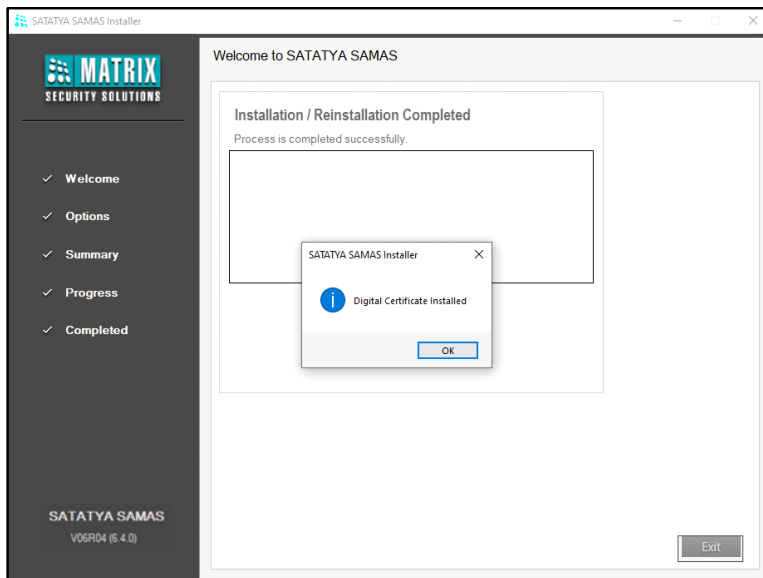 SATATYA SAMAS Installer
MATRIX
SECURITY SOLUTIONS
Welcome
Options
Summary
Progress
Completed
SATATYA SAMAS
V06R04 (6.4.0)
Welcome to SATATYA SAMAS
Installation / Reinstallation Completed
Process is completed successfully.
SATATYA SAMAS Installer
Digital Certificate Installed
OK
Exit